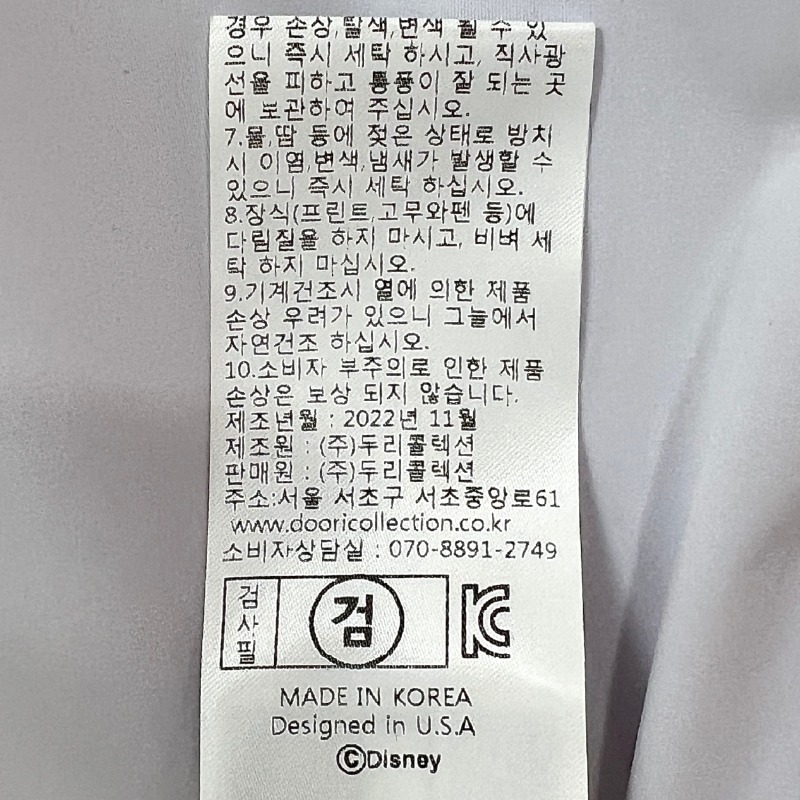 경우 손상,탈색,변색 될 수 있
으니 즉시 세탁 하시고, 직사광
선을 피하고 통풍이 잘 되는 곳
에 보관하여 주십시오.
7.물,땀 등에 젖은 상태로 방치
시 이염,변색,냄새가 발생할 수
있으니 즉시 세탁 하십시오.
8.장식(프린트,고무와펜 등)에
다림질을 하지 마시고, 비벼 세
탁 하지 마십시오.
9.기계건조시 열에 의한 제품
손상 우려가 있으니 그늘에서
자연건조 하십시오.
10.소비자 부주의로 인한 제품
손상은 보상 되지 않습니다.
제조년월 : 2022년 11월
제조원 : (주)두리콜렉션
판매원 : (주)두리콜렉션
주소:서울 서초구 서초중앙로61
www.dooricollection.co.kr
소비자상담실 : 070-8891-2749
검사필
검
KC
MADE IN KOREA
Designed in U.S.A
©Disney